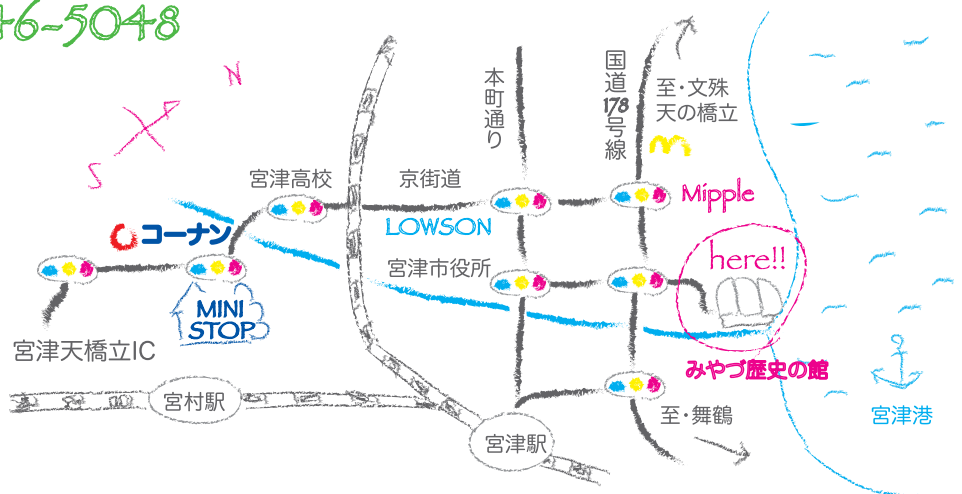 46-5048
N
S
本町通り
国道178号線
至・文殊
天の橋立
宮津高校
京街道
Mipple
LOWSON
コーナン
宮津市役所
here!!
MINI
STOP
宮津天橋立IC
みやづ歴史の館
宮村駅
宮津駅
至・舞鶴
宮津港